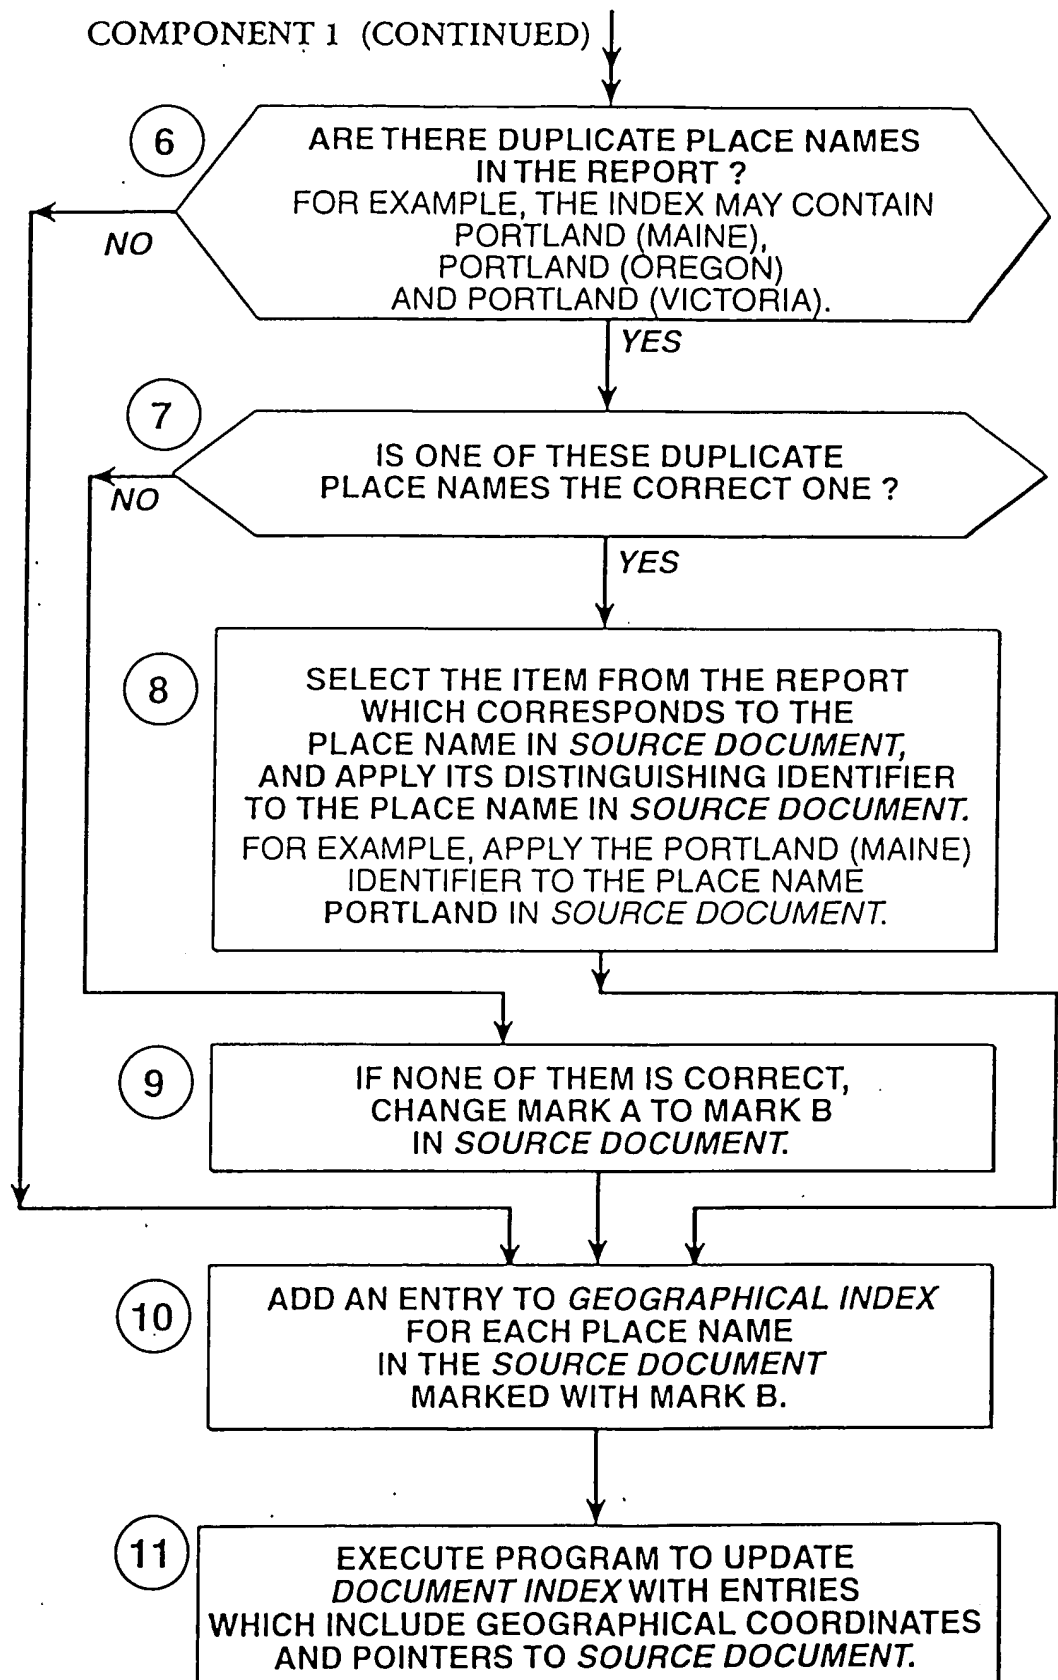 COMPONENT 1 (CONTINUED)
6
ARE THERE DUPLICATE PLACE NAMES
IN THE REPORT ?
FOR EXAMPLE, THE INDEX MAY CONTAIN
PORTLAND (MAINE),
PORTLAND (OREGON)
AND PORTLAND (VICTORIA).
NO
YES
7
IS ONE OF THESE DUPLICATE
PLACE NAMES THE CORRECT ONE ?
NO
YES
8
SELECT THE ITEM FROM THE REPORT
WHICH CORRESPONDS TO THE
PLACE NAME IN SOURCE DOCUMENT,
AND APPLY ITS DISTINGUISHING IDENTIFIER
TO THE PLACE NAME IN SOURCE DOCUMENT.
FOR EXAMPLE, APPLY THE PORTLAND (MAINE)
IDENTIFIER TO THE PLACE NAME
PORTLAND IN SOURCE DOCUMENT.
9
IF NONE OF THEM IS CORRECT,
CHANGE MARK A TO MARK B
IN SOURCE DOCUMENT.
10
ADD AN ENTRY TO GEOGRAPHICAL INDEX
FOR EACH PLACE NAME
IN THE SOURCE DOCUMENT
MARKED WITH MARK B.
11
EXECUTE PROGRAM TO UPDATE
DOCUMENT INDEX WITH ENTRIES
WHICH INCLUDE GEOGRAPHICAL COORDINATES
AND POINTERS TO SOURCE DOCUMENT.